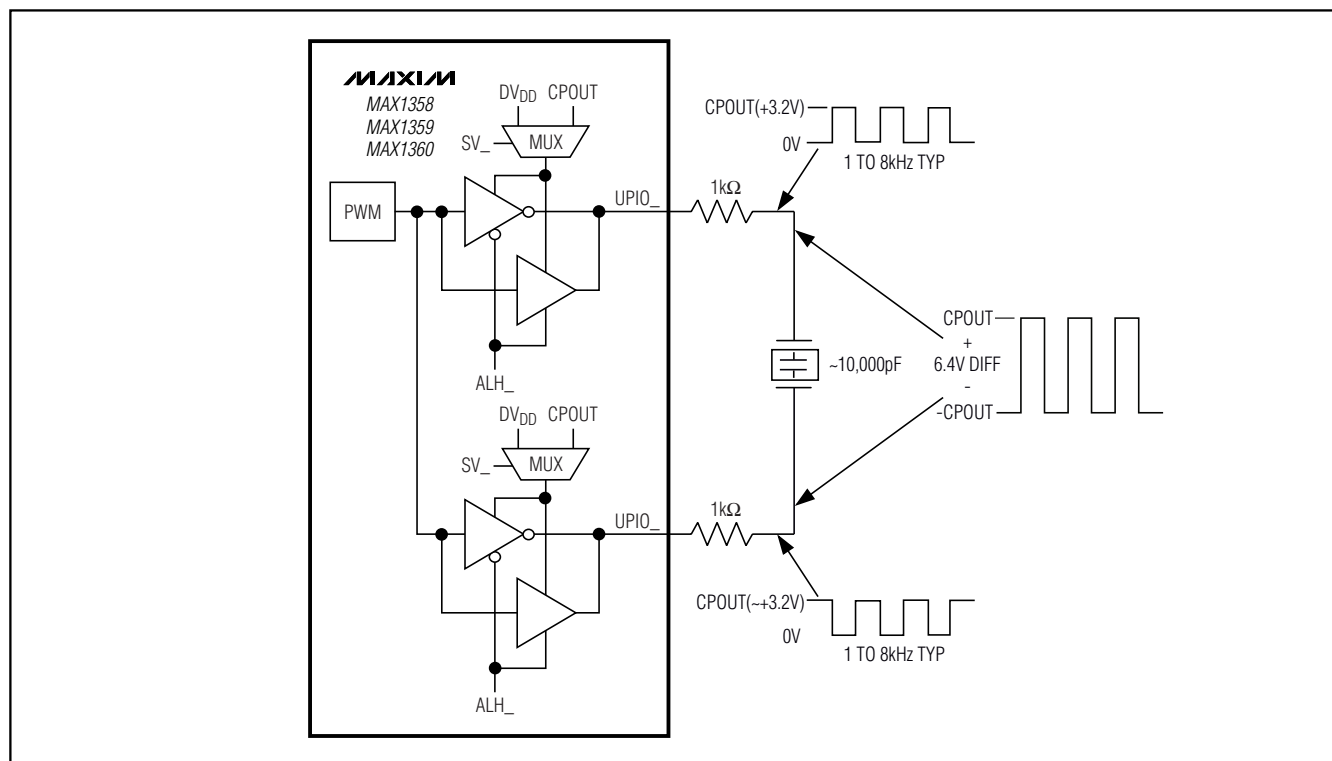 MAXIM
MAX1358
MAX1359
MAX1360
DVDD CPOUT
SV_
MUX
PWM
UPIO_
1kΩ
ALH_
CPOUT(+3.2V)
0V
1 TO 8kHz TYP
~10,000pF
CPOUT
+
6.4V DIFF
-
-CPOUT
DVDD CPOUT
SV_
MUX
UPIO_
1kΩ
ALH_
CPOUT(~+3.2V)
0V
1 TO 8kHz TYP